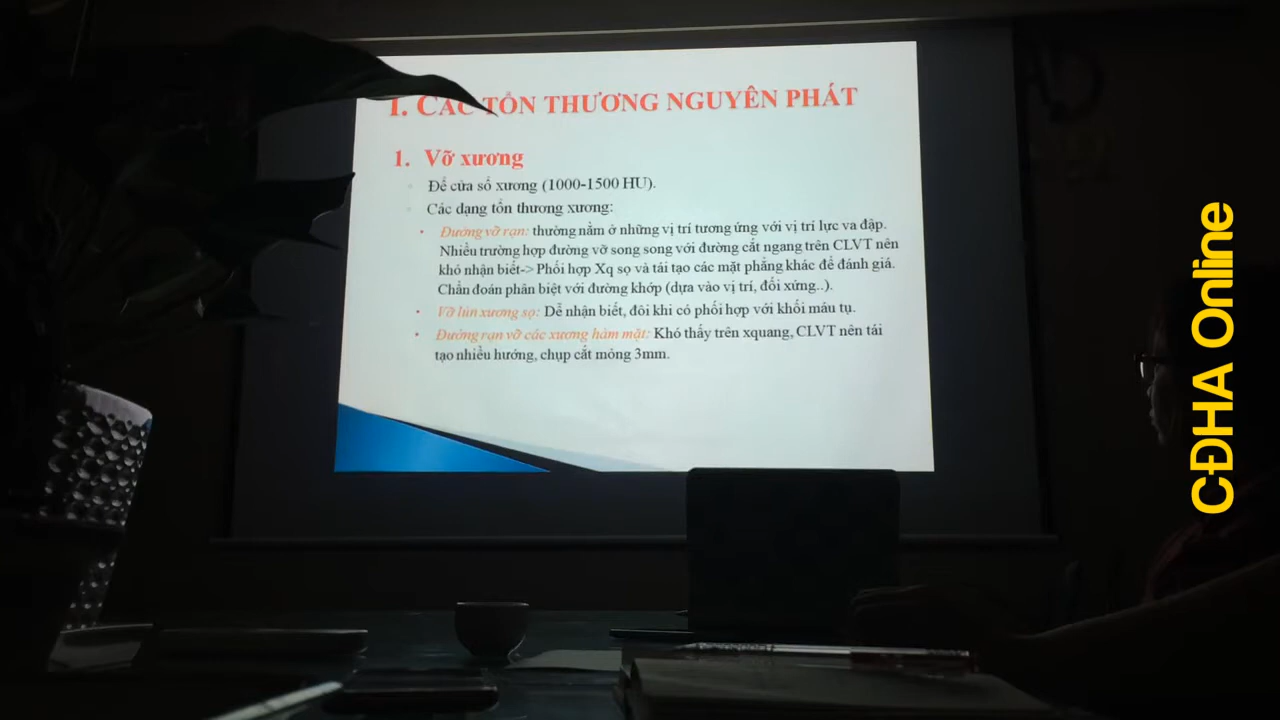 I. CÁC TỔN THƯƠNG NGUYÊN PHÁT
1. Vỡ xương
Để cửa sổ xương (1000-1500 HU).
Các dạng tổn thương xương:
Đường vỡ rạn: thường nằm ở những vị trí tương ứng với vị trí lực va đập.
Nhiều trường hợp đường vỡ song song với đường cắt ngang trên CLVT nên
khó nhận biết-> Phối hợp Xq sọ và tái tạo các mặt phẳng khác để đánh giá.
Chẩn đoán phân biệt với đường khớp (dựa vào vị trí, đối xứng..).
Vỡ lún xương sọ: Dễ nhận biết, đôi khi có phối hợp với khối máu tụ.
Đường rạn vỡ các xương hàm mặt: Khó thấy trên xquang, CLVT nên tái
tạo nhiều hướng, chụp cắt mỏng 3mm.
CĐHA Online